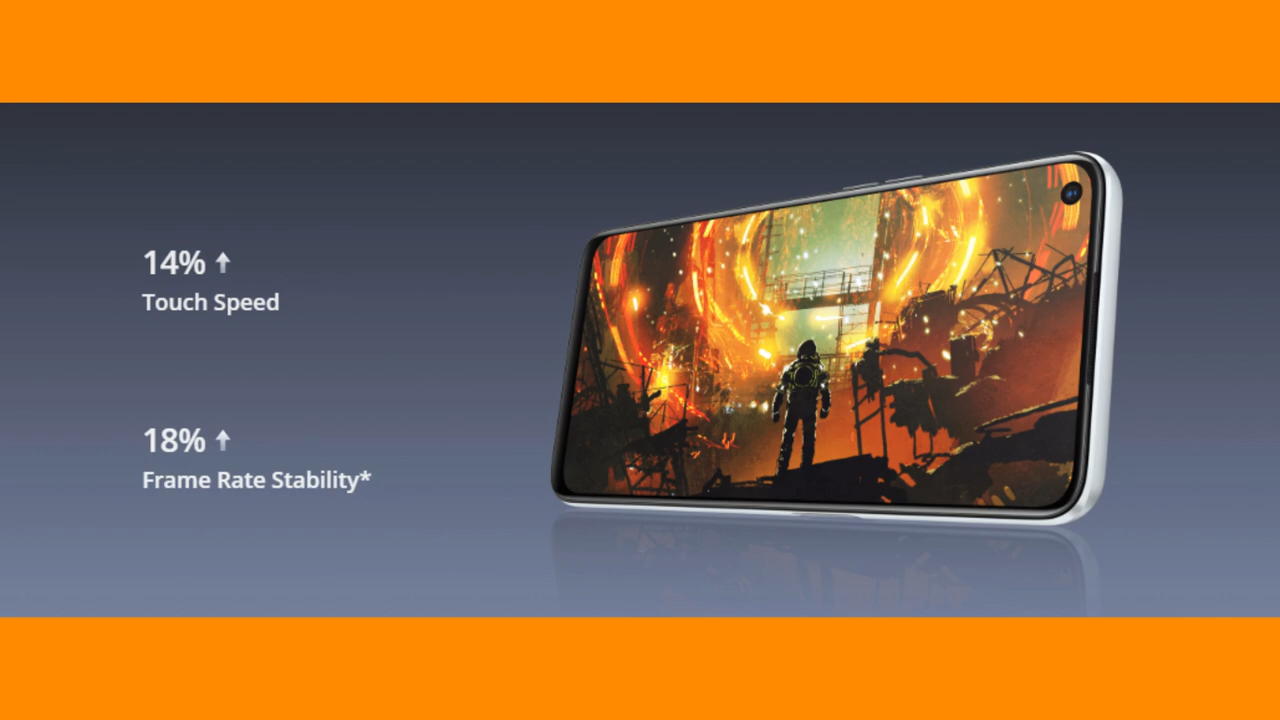 14% ↑
Touch Speed
18% ↑
Frame Rate Stability*